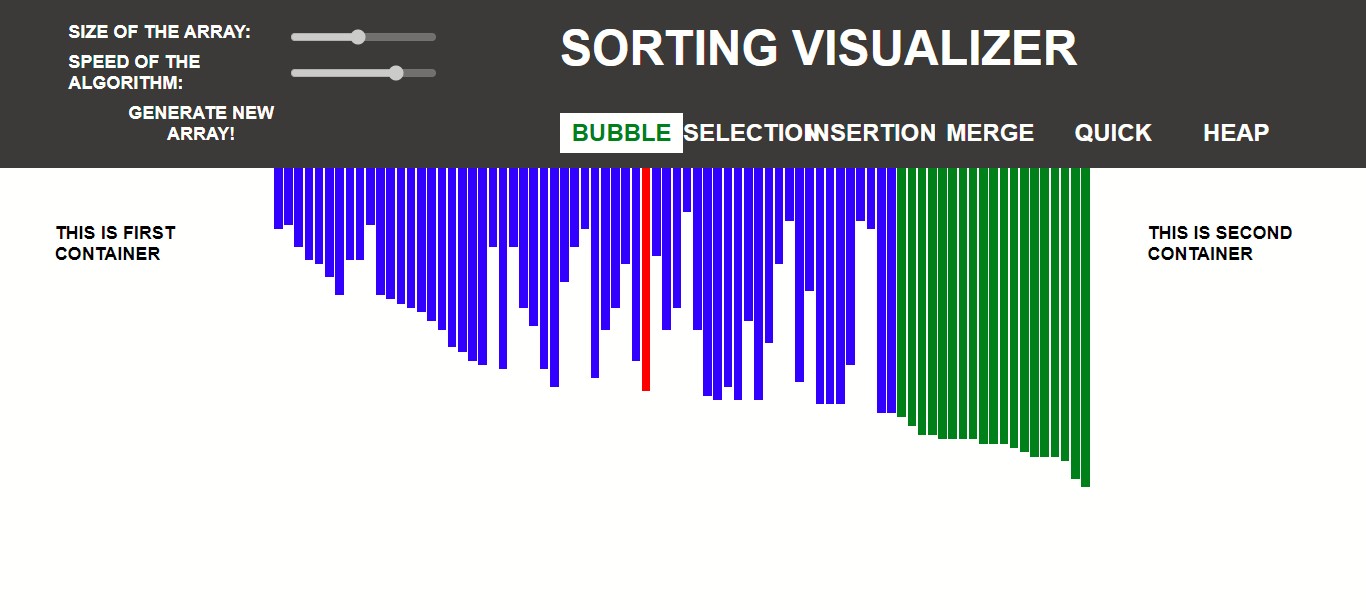 SIZE OF THE ARRAY:
SPEED OF THE
ALGORITHM:
GENERATE NEW
ARRAY!
SORTING VISUALIZER
BUBBLE SELECTION INSERTION MERGE QUICK HEAP
THIS IS FIRST
CONTAINER
THIS IS SECOND
CONTAINER